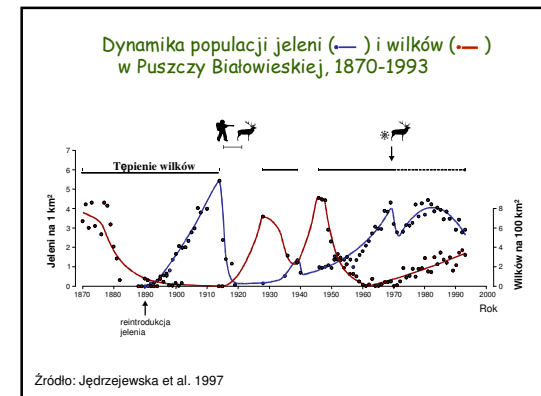 Dynamika populacji jeleni ( ) i wilków ( )
w Puszczy Białowieskiej, 1870-1993
Tępienie wilków
Jeleni na 1 km²
7
6
5
4
3
2
1
0
8
6
4
2
0
Wilków na 100 km²
1870 1880 1890 1900 1910 1920 1930 1940 1950 1960 1970 1980 1990 2000
Rok
reintrodukcja
jelenia
Źródło: Jędrzejewska et al. 1997